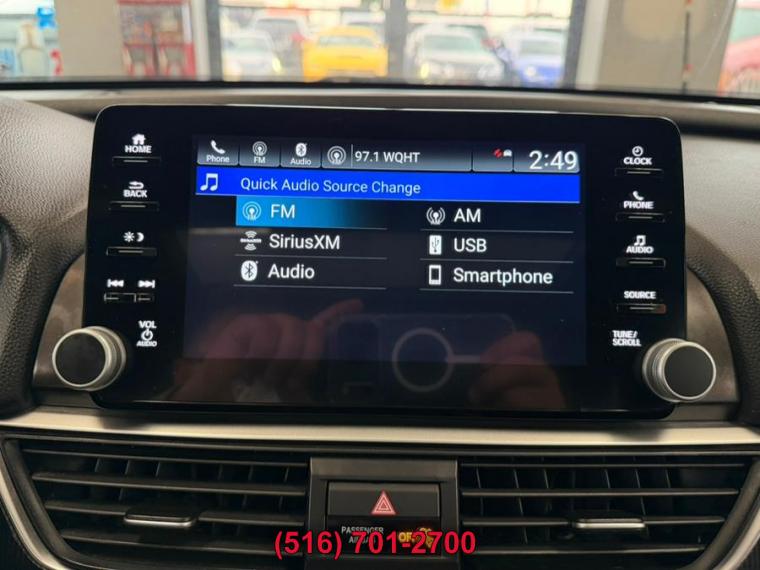 HOME
BACK
VOL
AUDIO
Phone
FM
Audio
97.1 WQHT
2:49
Quick Audio Source Change
FM
AM
SiriusXM
USB
Audio
Smartphone
CLOCK
PHONE
AUDIO
SOURCE
TUNE/
SCROLL
PASSENGER
(516) 701-2700